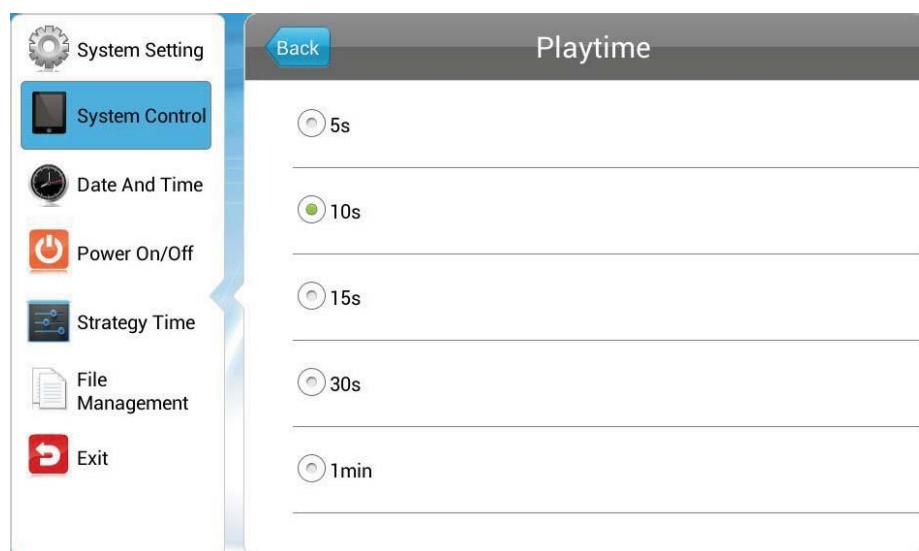 System Setting
System Control
Date And Time
Power On/Off
Strategy Time
File
Management
Exit
Back
Playtime
5s
10s
15s
30s
1min